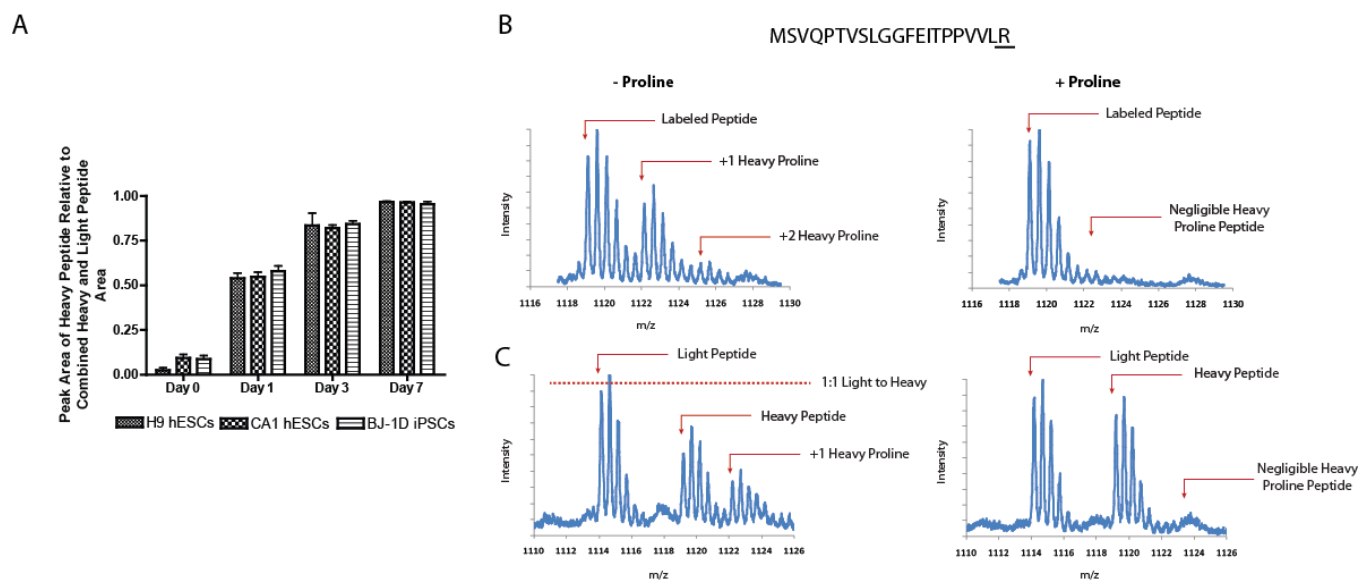 A
Peak Area of Heavy Peptide Relative to
Combined Heavy and Light Peptide
Area
1.00
0.75
0.50
0.25
0.00
Day 0
Day 1
Day 3
Day 7
H9 hESCs
CA1 hESCs
BJ-1D iPSCs
B
MSVQPTVSLGGFEITPPVVLR
- Proline
Labeled Peptide
+1 Heavy Proline
+2 Heavy Proline
Intensity
1116 1118 1120 1122 1124 1126 1128 1130
m/z
+ Proline
Labeled Peptide
Negligible Heavy
Proline Peptide
Intensity
1116 1118 1120 1122 1124 1126 1128 1130
m/z
C
Light Peptide
1:1 Light to Heavy
Heavy Peptide
+1 Heavy Proline
Intensity
1110 1112 1114 1116 1118 1120 1122 1124 1126
m/z
Light Peptide
Heavy Peptide
Negligible Heavy
Proline Peptide
Intensity
1110 1112 1114 1116 1118 1120 1122 1124 1126
m/z